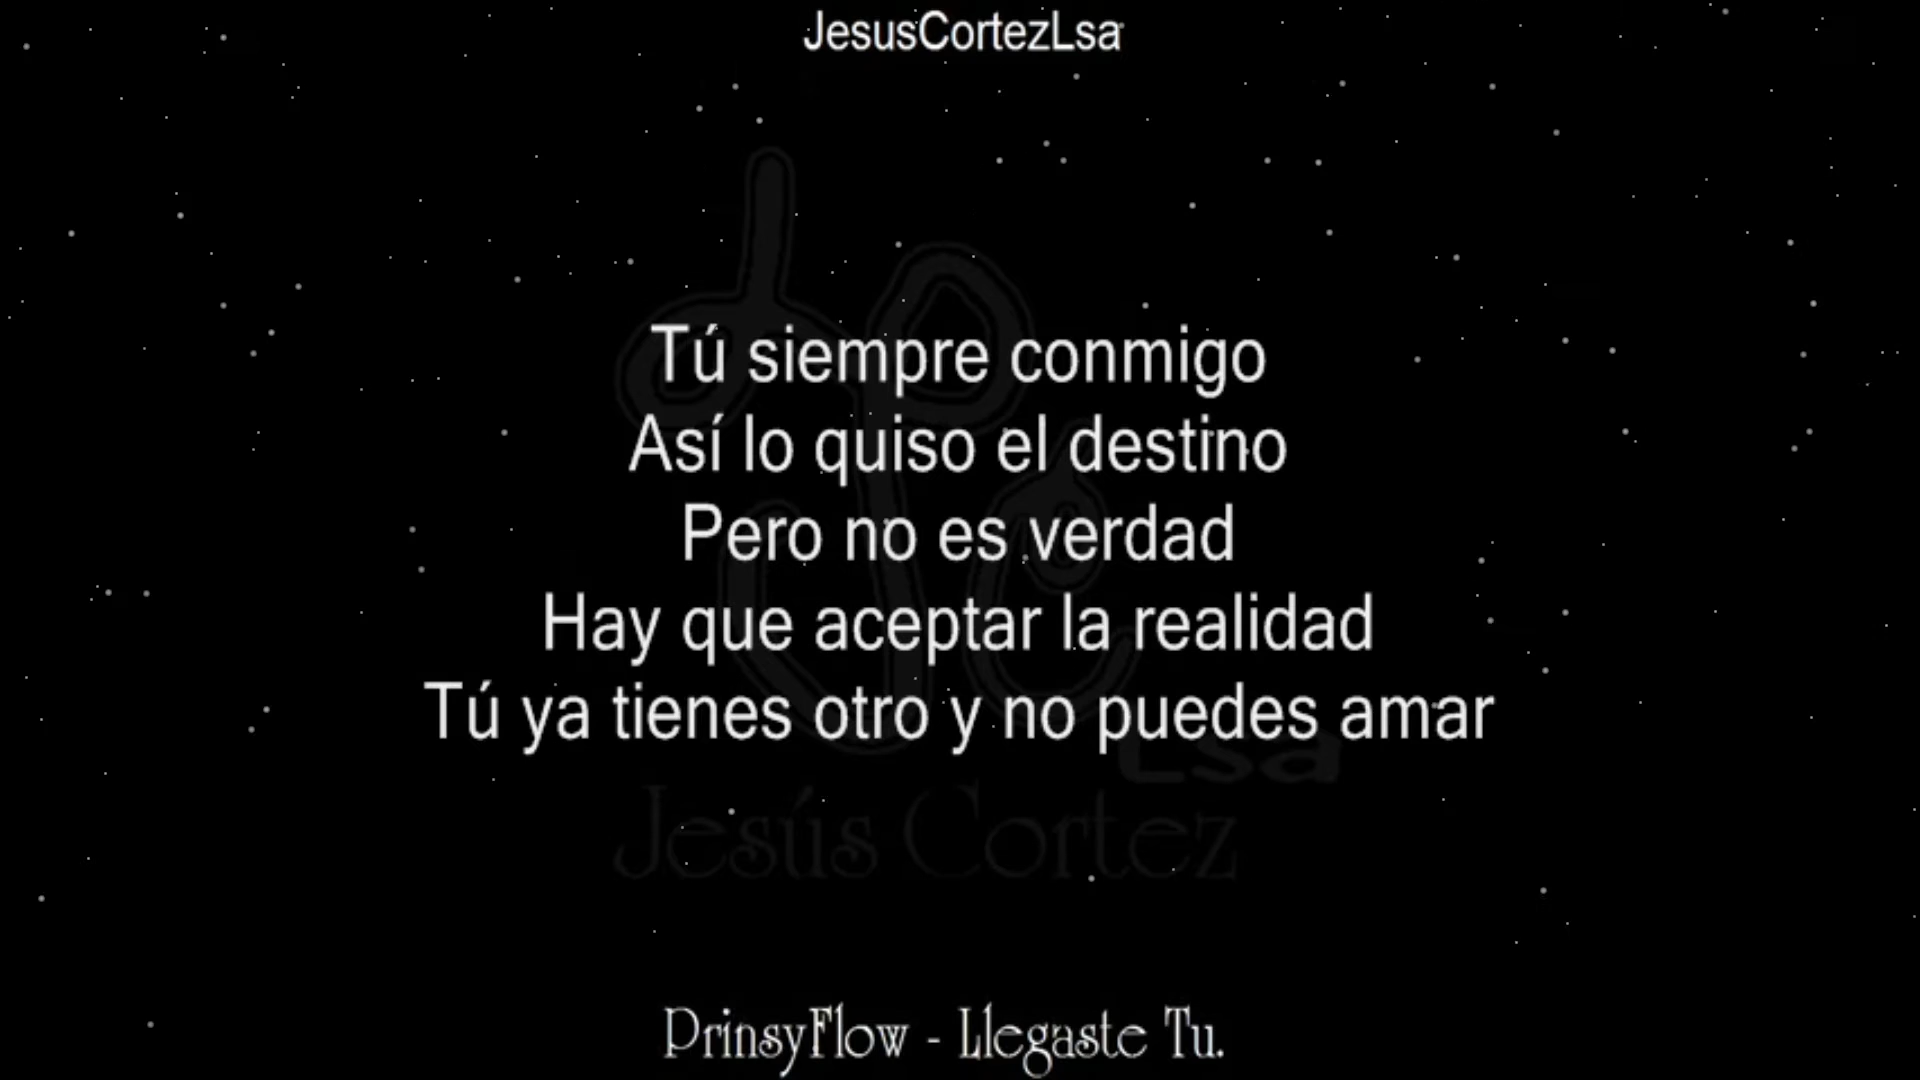 JesusCortezLsa
Tú siempre conmigo
Así lo quiso el destino
Pero no es verdad
Hay que aceptar la realidad
Tú ya tienes otro y no puedes amar
Lsa
Jesús Cortez
PrinsyFlow - Llegaste Tu.